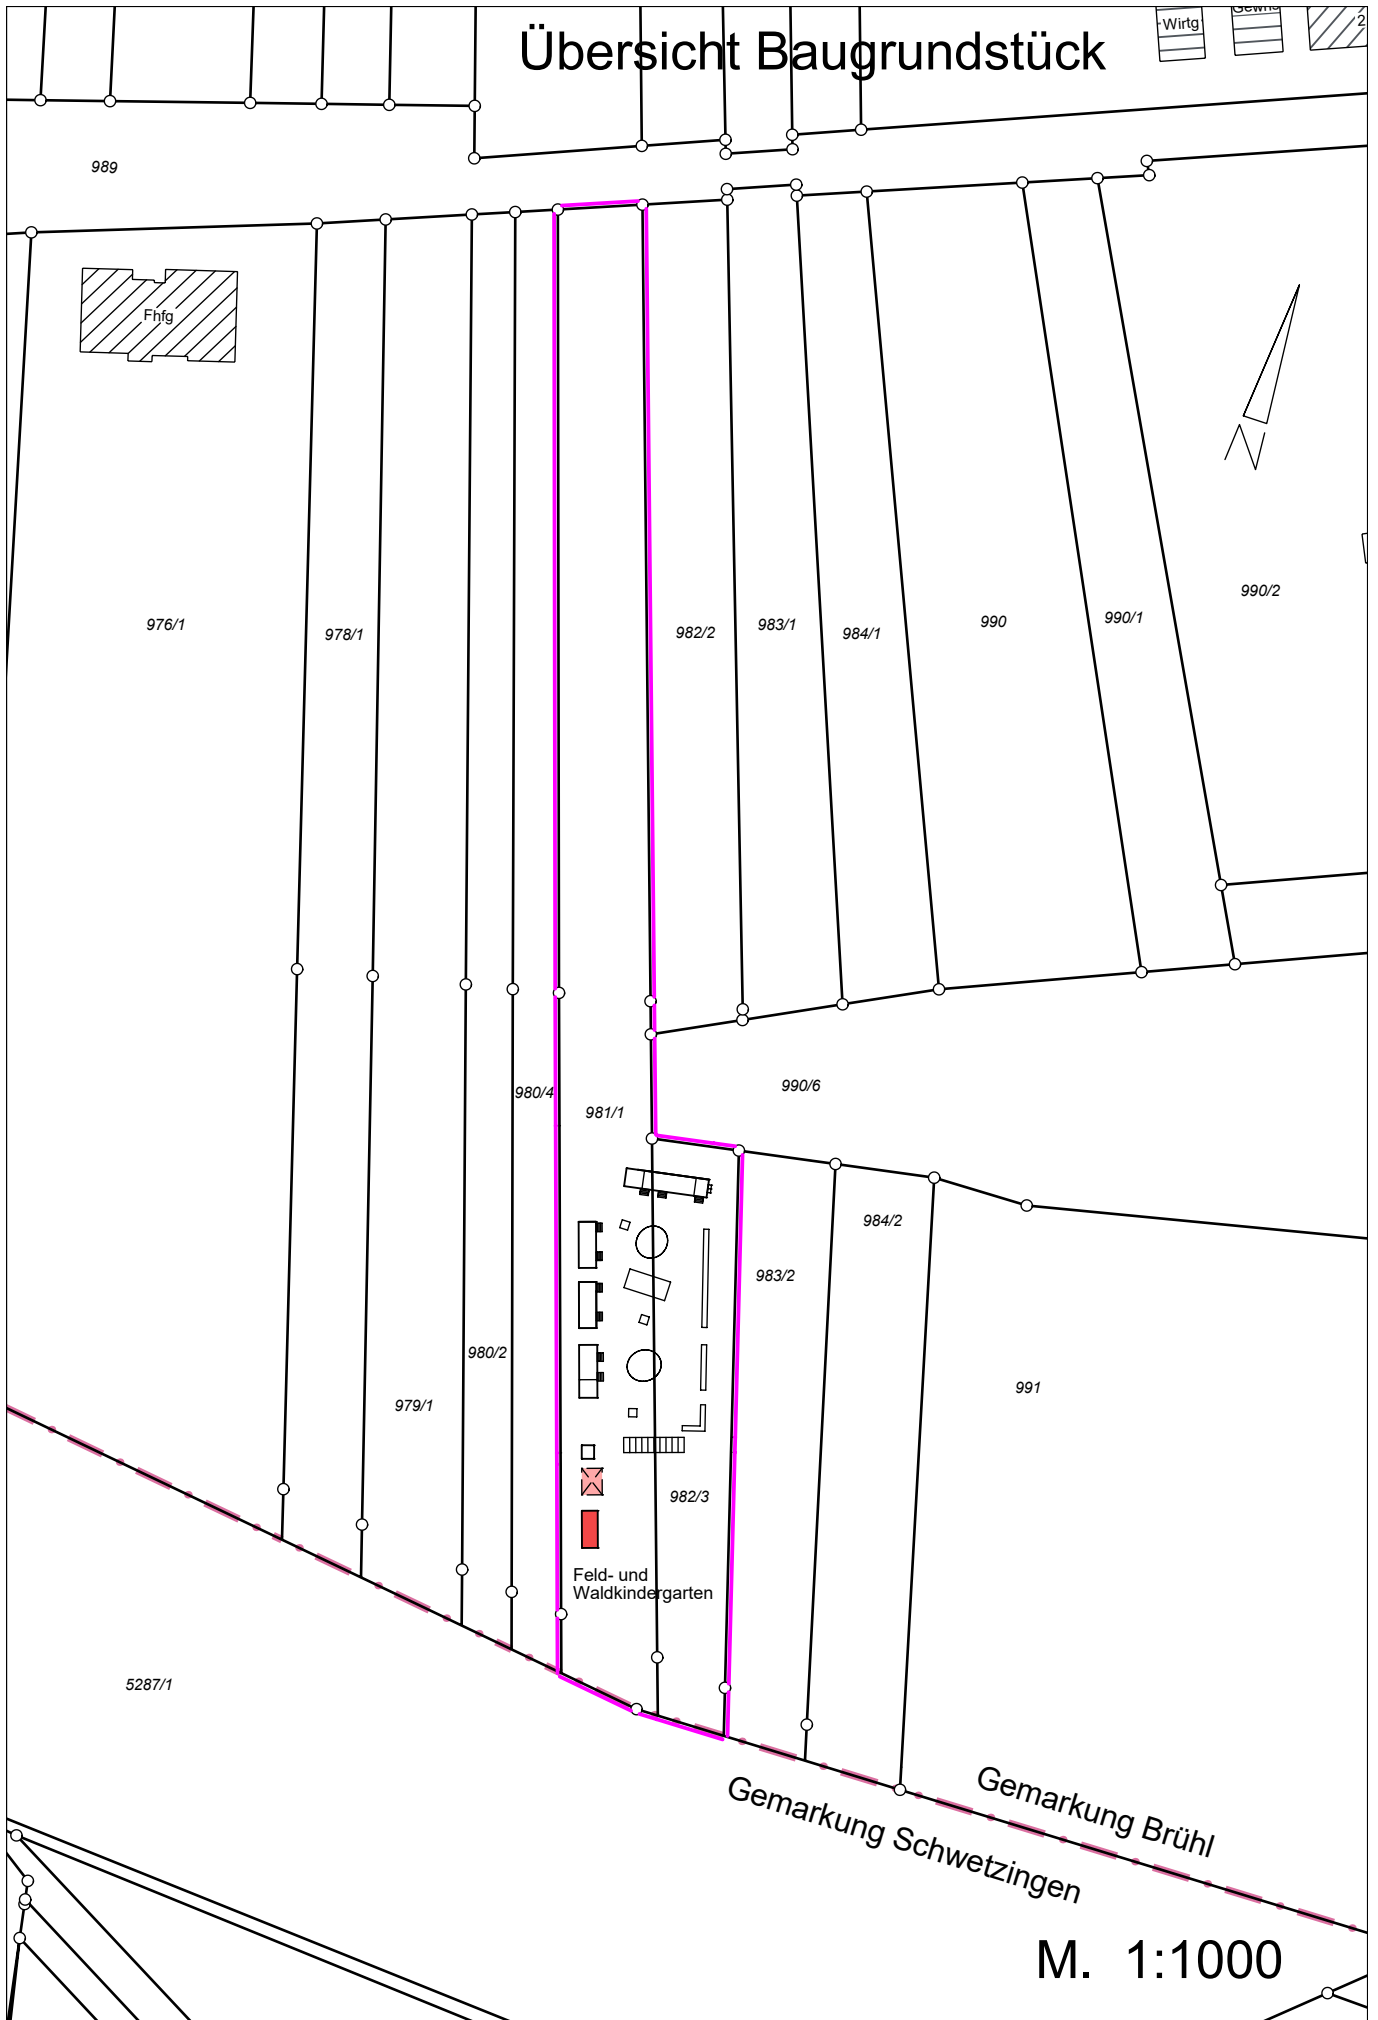 Wirtg
2
Übersicht Baugrundstück
989
Fhfg
N
990/2
976/1
978/1
982/2
983/1
984/1
990
990/1
980/4
981/1
990/6
984/2
983/2
980/2
979/1
991
982/3
Feld- und
Waldkindergarten
5287/1
Gemarkung Brühl
Gemarkung Schwetzingen
M. 1:1000